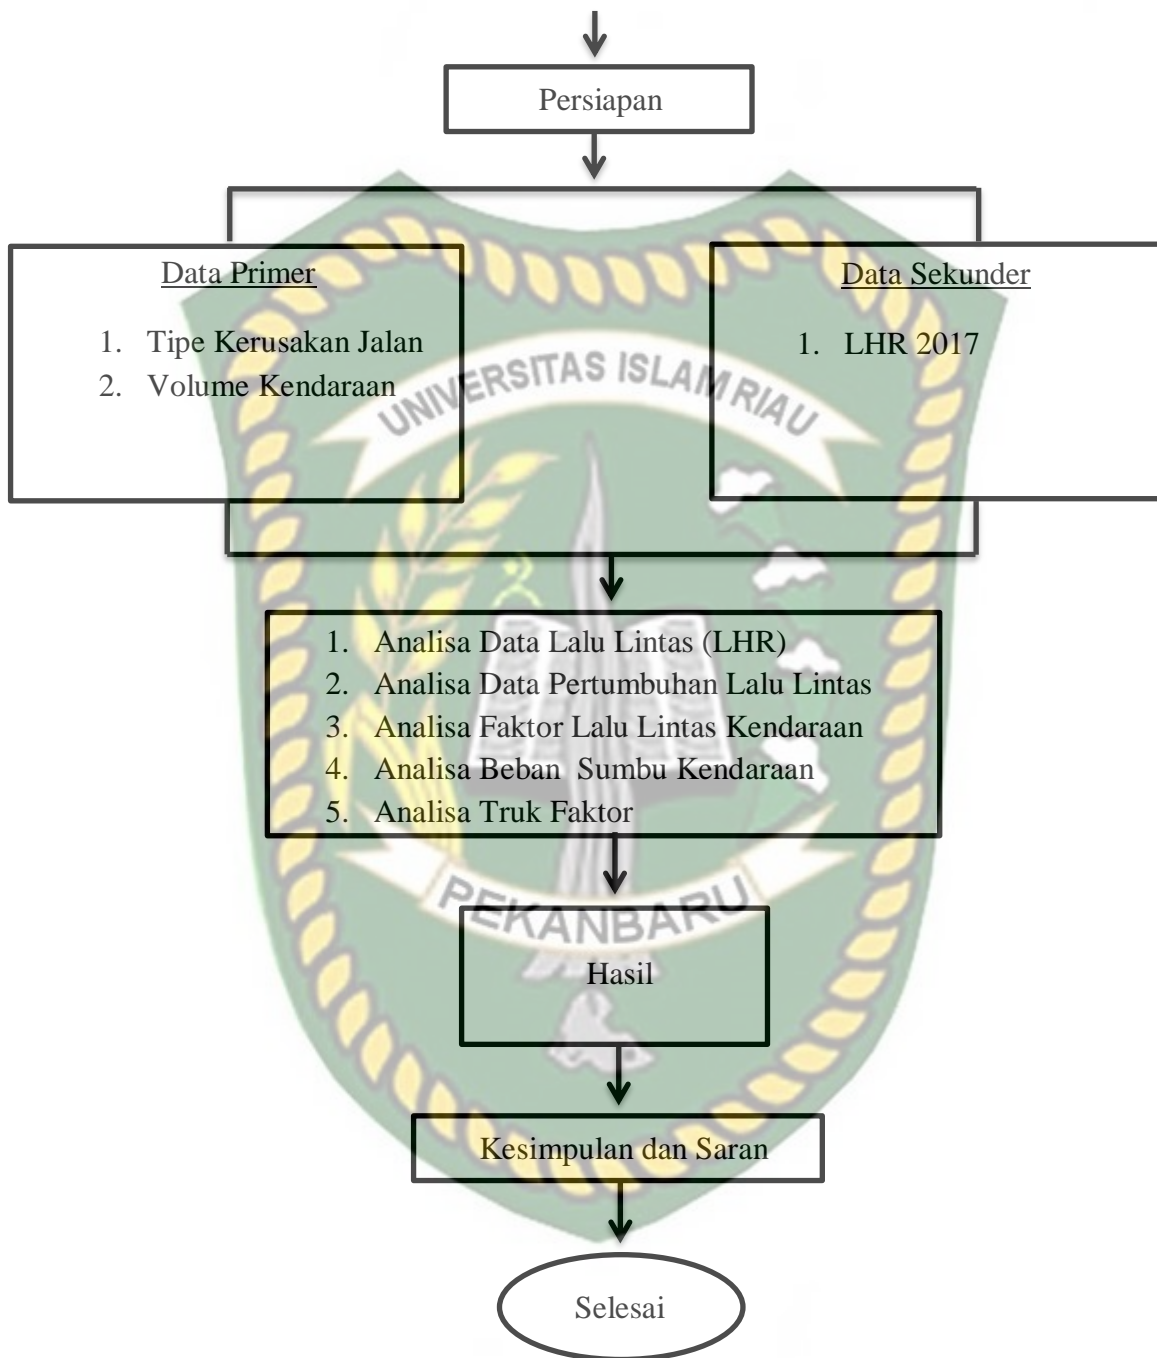 Persiapan
Data Primer
1. Tipe Kerusakan Jalan
2. Volume Kendaraan
Data Sekunder
1. LHR 2017
UNIVERSITAS ISLAM RIAU
1. Analisa Data Lalu Lintas (LHR)
2. Analisa Data Pertumbuhan Lalu Lintas
3. Analisa Faktor Lalu Lintas Kendaraan
4. Analisa Beban Sumbu Kendaraan
5. Analisa Truk Faktor
PEKANBARU
Hasil
Kesimpulan dan Saran
Selesai